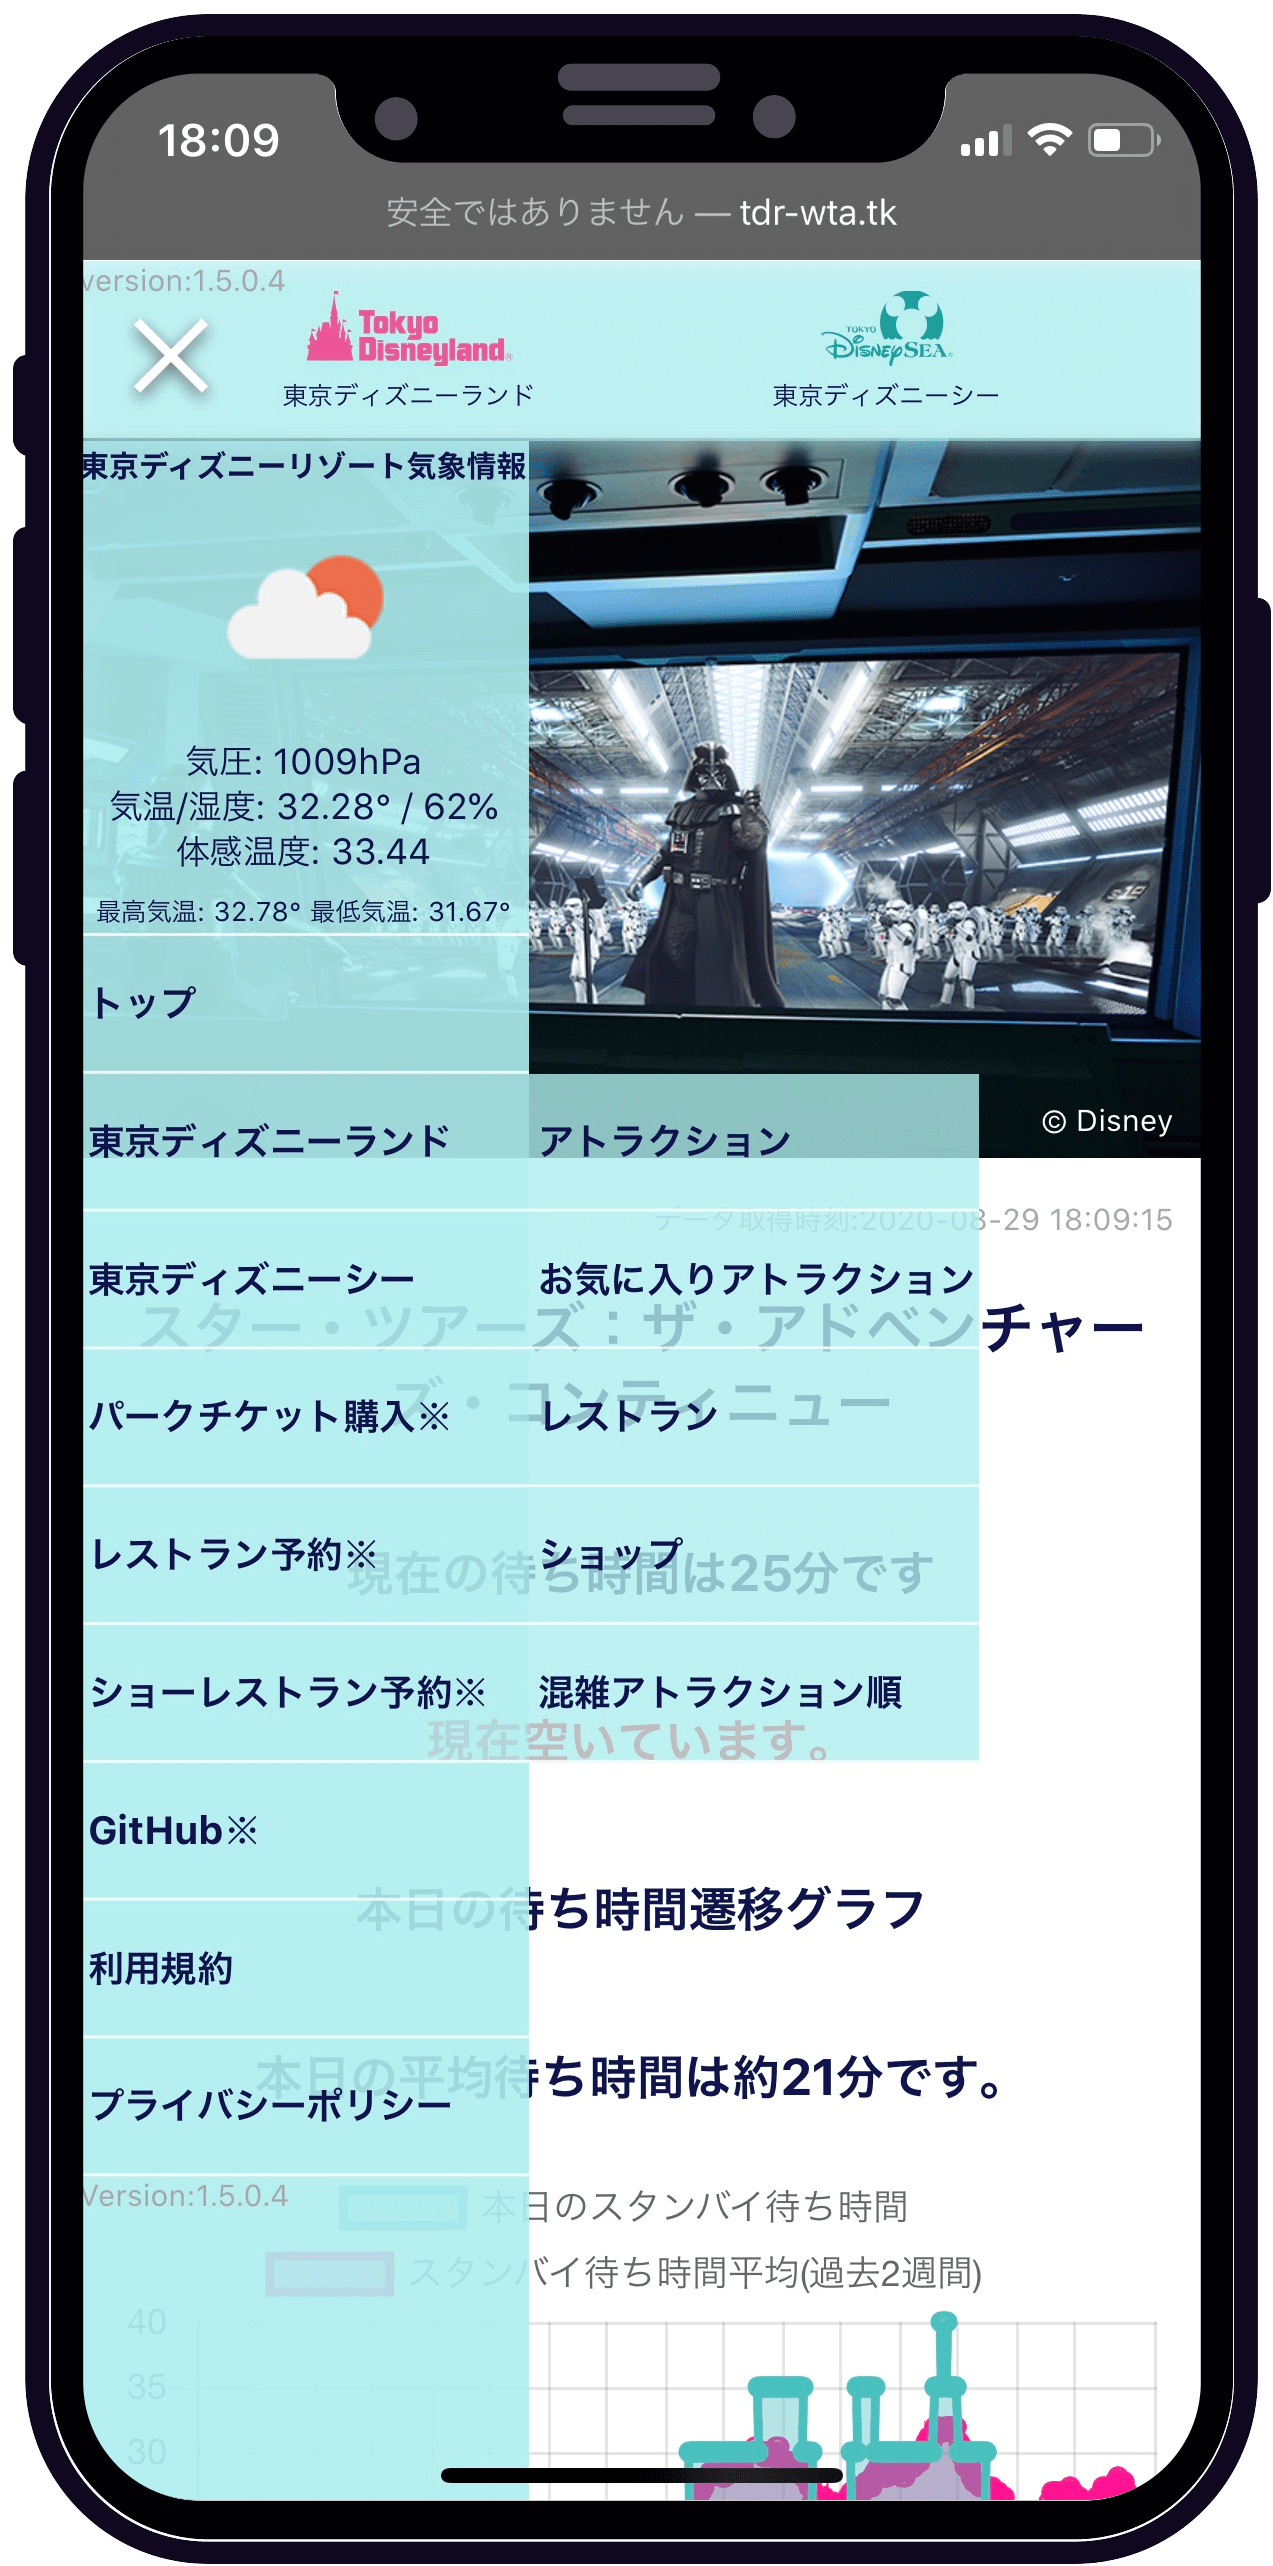 18:09
安全ではありません — tdr-wta.tk
version:1.5.0.4
Tokyo Disneyland®
東京ディズニーランド
TOKYO DisneySEA®
東京ディズニーシー
東京ディズニーリゾート気象情報
気圧: 1009hPa
気温/湿度: 32.28° / 62%
体感温度: 33.44
最高気温: 32.78° 最低気温: 31.67°
トップ
© Disney
東京ディズニーランド
アトラクション
データ取得時刻:2020-08-29 18:09:15
東京ディズニーシー
お気に入りアトラクション
スター・ツアーズ：ザ・アドベンチャー
ズ・コンティニュー
パークチケット購入※
レストラン
レストラン予約※
ショップ
現在の待ち時間は25分です
ショーレストラン予約※
混雑アトラクション順
現在空いています。
GitHub※
本日の待ち時間遷移グラフ
利用規約
本日の平均待ち時間は約21分です。
プライバシーポリシー
Version:1.5.0.4
本日のスタンバイ待ち時間
スタンバイ待ち時間平均(過去2週間)
40
35
30